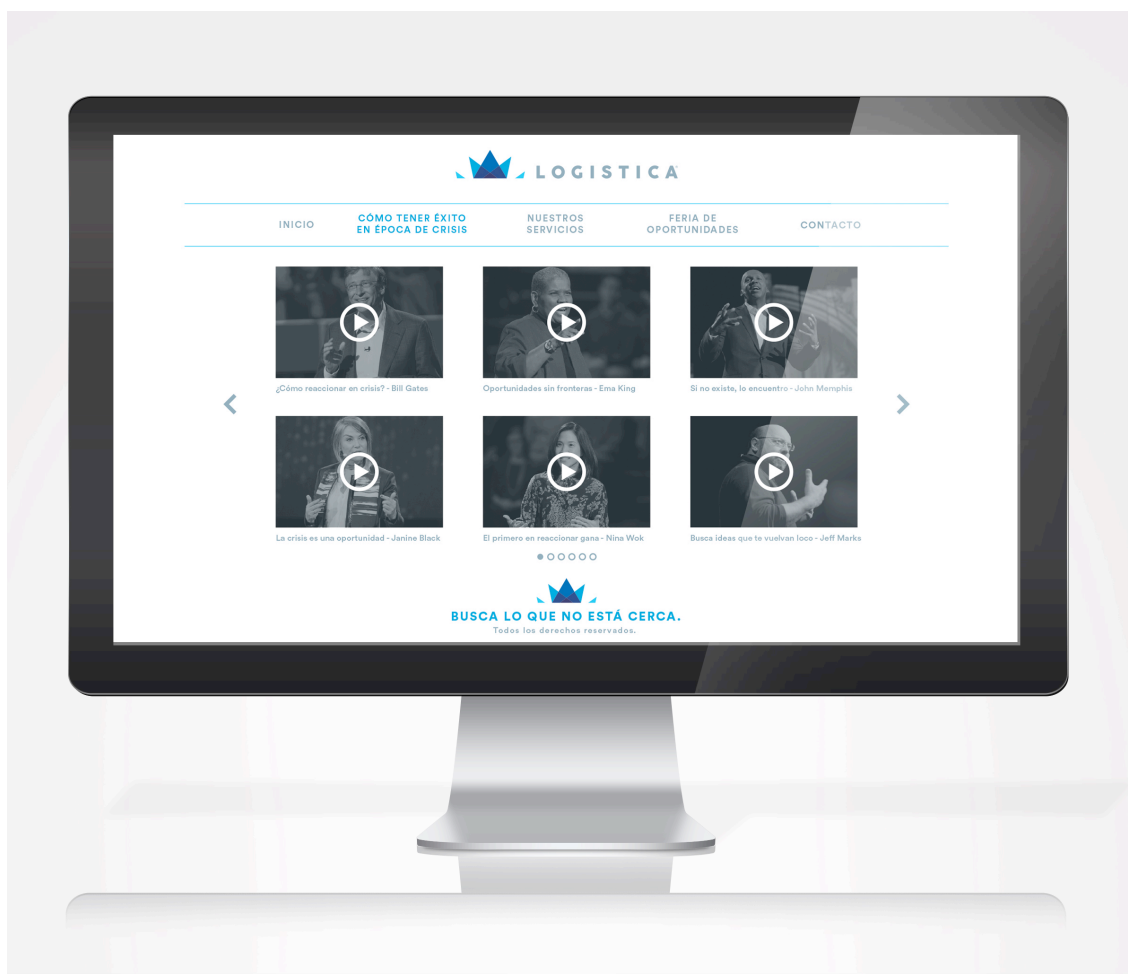 LOGISTICA
INICIO
CÓMO TENER ÉXITO
EN ÉPOCA DE CRISIS
NUESTROS
SERVICIOS
FERIA DE
OPORTUNIDADES
CONTACTO
¿Cómo reaccionar en crisis? - Bill Gates
Oportunidades sin fronteras - Ema King
Si no existe, lo encuentro - John Memphis
La crisis es una oportunidad - Janine Black
El primero en reaccionar gana - Nina Wok
Busca ideas que te vuelvan loco - Jeff Marks
BUSCA LO QUE NO ESTÁ CERCA.
Todos los derechos reservados.